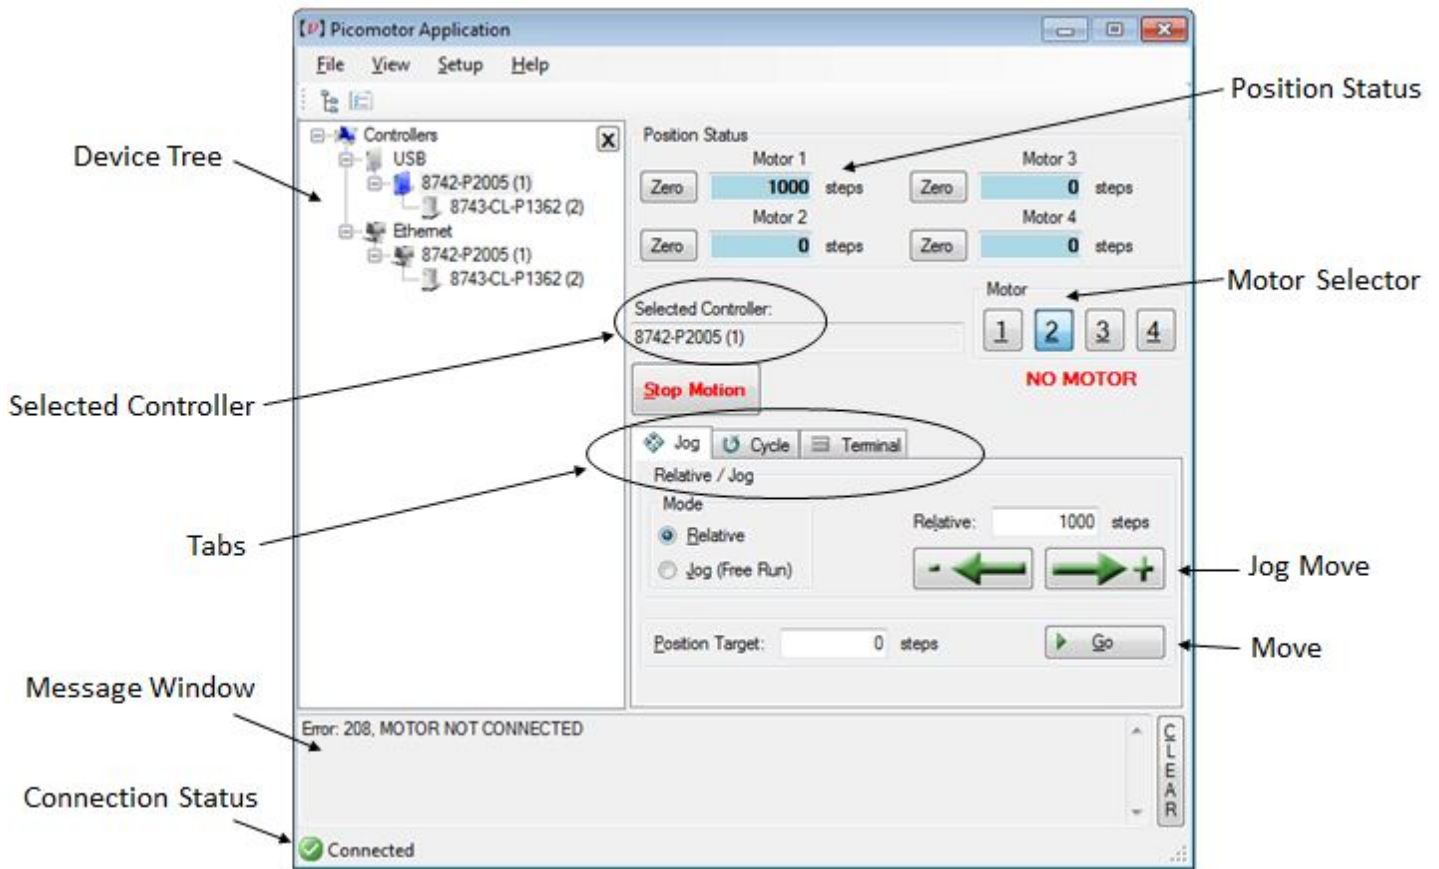 [ν] Picomotor Application
File View Setup Help
Position Status
Device Tree
Controllers
X
USB
8742-P2005 (1)
8743-CL-P1362 (2)
Ethernet
8742-P2005 (1)
8743-CL-P1362 (2)
Position Status
Motor 1
Zero 1000 steps
Motor 3
Zero 0 steps
Motor 2
Zero 0 steps
Motor 4
Zero 0 steps
Motor Selector
Selected Controller:
8742-P2005 (1)
Motor
1 2 3 4
NO MOTOR
Selected Controller
Stop Motion
Jog Cycle Terminal
Tabs
Relative / Jog
Mode
Relative
Jog (Free Run)
Relative: 1000 steps
- +
Jog Move
Position Target: 0 steps
Go
Move
Message Window
Error: 208, MOTOR NOT CONNECTED
CLEAR
Connection Status
Connected